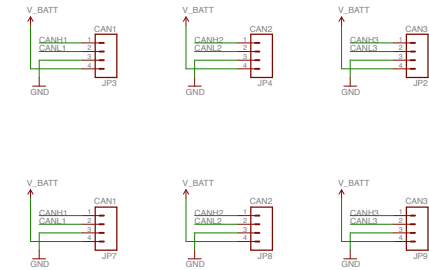 V_BATT V_BATT V_BATT
CAN1 CAN2 CAN3
CANH1 1 CANH2 1 CANH3 1
CANL1 2 CANL2 2 CANL3 2
3 3 3
4 4 4
JP3 JP4 JP2
GND GND GND
V_BATT V_BATT V_BATT
CAN1 CAN2 CAN3
CANH1 1 CANH2 1 CANH3 1
CANL1 2 CANL2 2 CANL3 2
3 3 3
4 4 4
JP7 JP8 JP9
GND GND GND